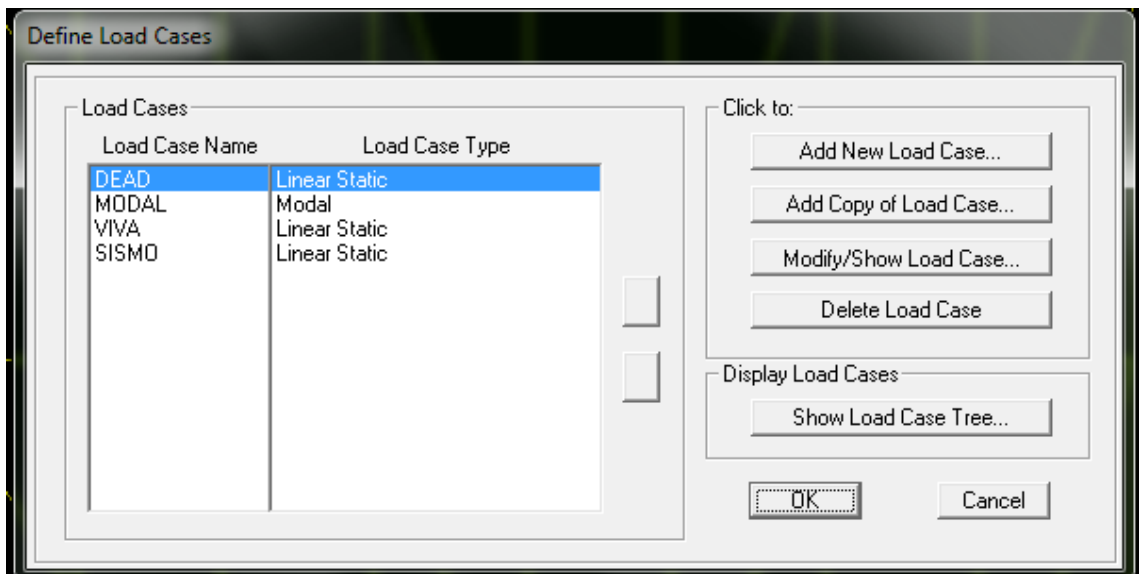 Define Load Cases
Load Cases
Load Case Name Load Case Type
DEAD Linear Static
MODAL Modal
VIVA Linear Static
SISMO Linear Static
Click to:
Add New Load Case...
Add Copy of Load Case...
Modify/Show Load Case...
Delete Load Case
Display Load Cases
Show Load Case Tree...
OK Cancel